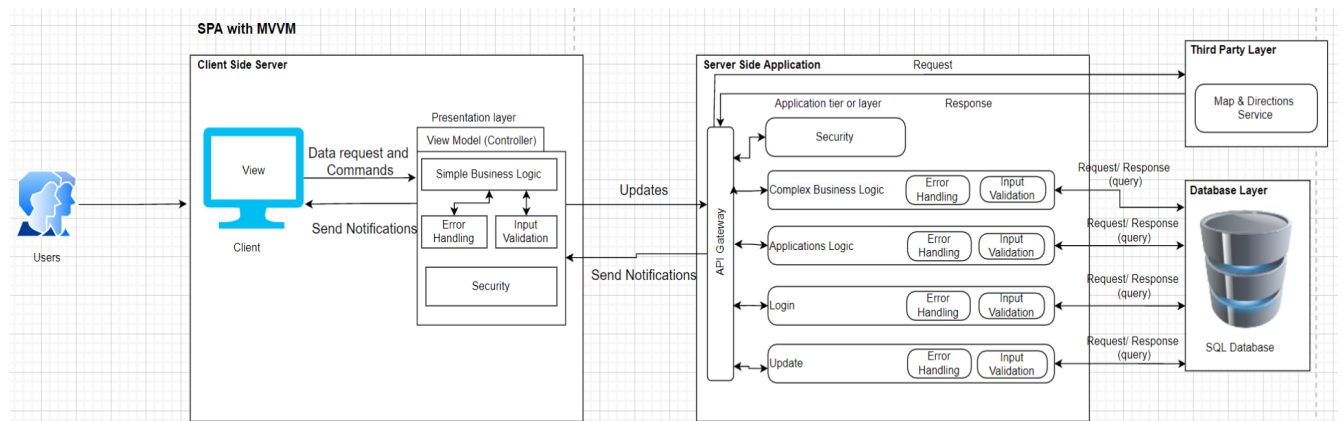 SPA with MVVM
Client Side Server
Presentation layer
View Model (Controller)
View
Data request and
Commands
Simple Business Logic
Send Notifications
Error
Handling
Input
Validation
Security
Client
Users
Updates
Send Notifications
Server Side Application
Request
Application tier or layer
Response
API Gateway
Security
Complex Business Logic
Error
Handling
Input
Validation
Applications Logic
Error
Handling
Input
Validation
Login
Error
Handling
Input
Validation
Update
Error
Handling
Input
Validation
Third Party Layer
Map & Directions
Service
Request/ Response
(query)
Request/ Response
(query)
Request/ Response
(query)
Request/ Response
(query)
Database Layer
SQL Database